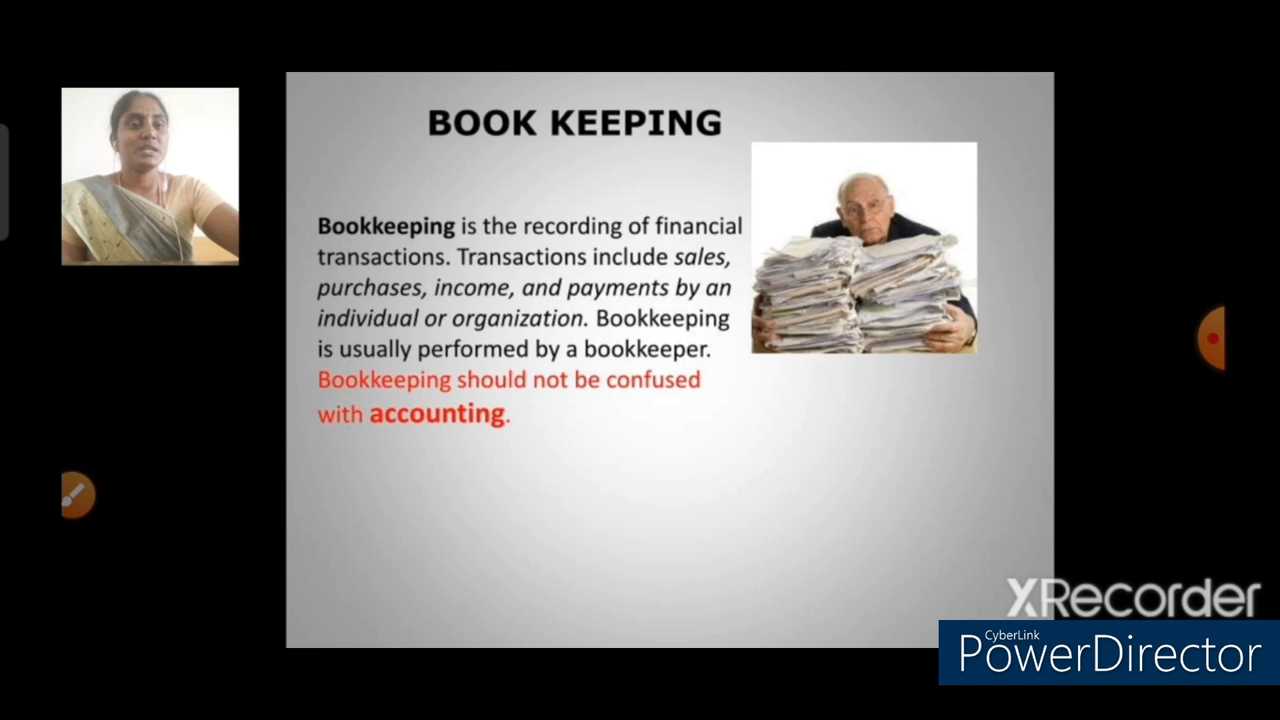 BOOK KEEPING
Bookkeeping is the recording of financial
transactions. Transactions include sales,
purchases, income, and payments by an
individual or organization. Bookkeeping
is usually performed by a bookkeeper.
Bookkeeping should not be confused
with accounting.
XRecorder
CyberLink
PowerDirector